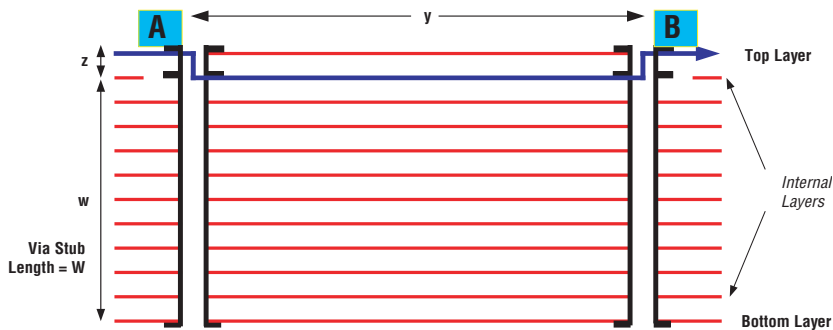 A
y
B
z
Top Layer
w
Internal
Layers
Via Stub
Length = W
Bottom Layer